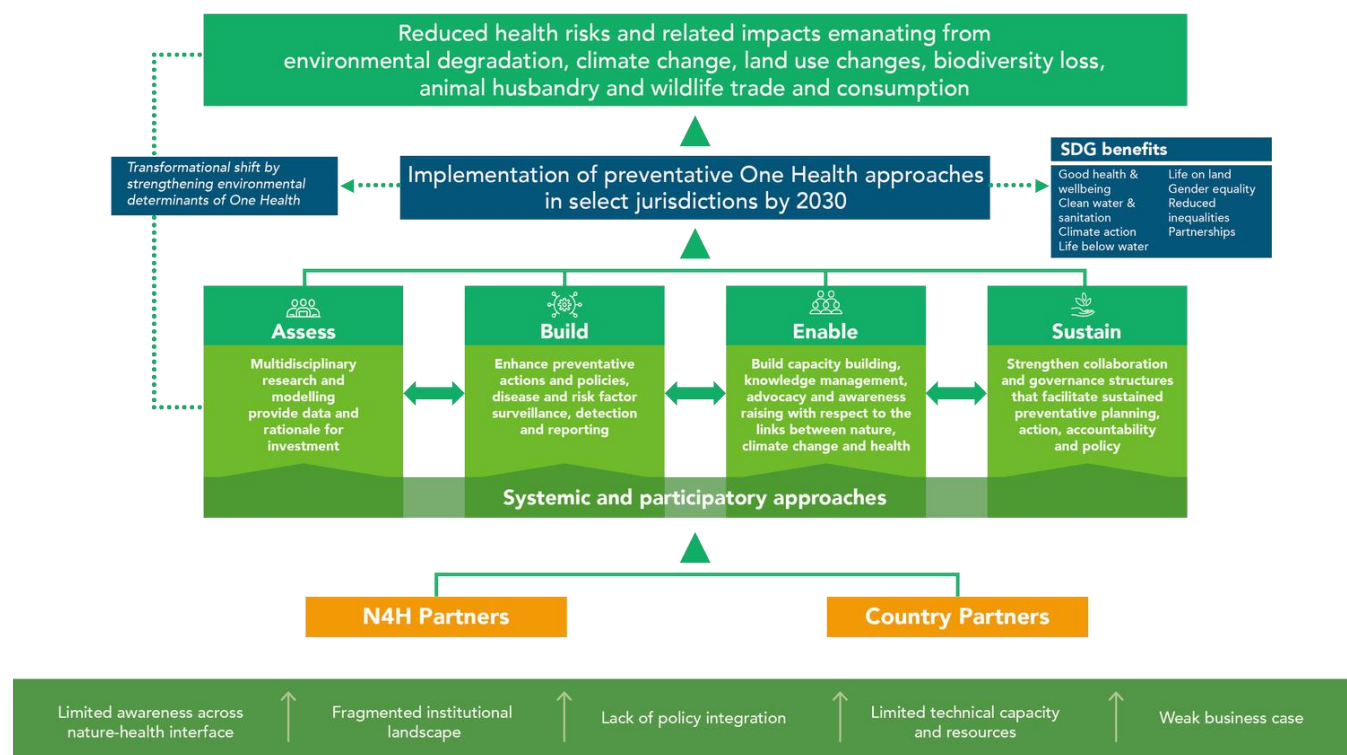 Reduced health risks and related impacts emanating from
environmental degradation, climate change, land use changes, biodiversity loss,
animal husbandry and wildlife trade and consumption
Transformational shift by
strengthening environmental
determinants of One Health
Implementation of preventative One Health approaches
in select jurisdictions by 2030
SDG benefits
Good health &
wellbeing
Clean water &
sanitation
Climate action
Life below water
Life on land
Gender equality
Reduced
inequalities
Partnerships
Assess
Multidisciplinary
research and
modelling
provide data and
rationale for
investment
Build
Enhance preventative
actions and policies,
disease and risk factor
surveillance, detection
and reporting
Enable
Build capacity building,
knowledge management,
advocacy and awareness
raising with respect to the
links between nature,
climate change and health
Sustain
Strengthen collaboration
and governance structures
that facilitate sustained
preventative planning,
action, accountability
and policy
Systemic and participatory approaches
N4H Partners
Country Partners
Limited awareness across
nature-health interface
Fragmented institutional
landscape
Lack of policy integration
Limited technical capacity
and resources
Weak business case